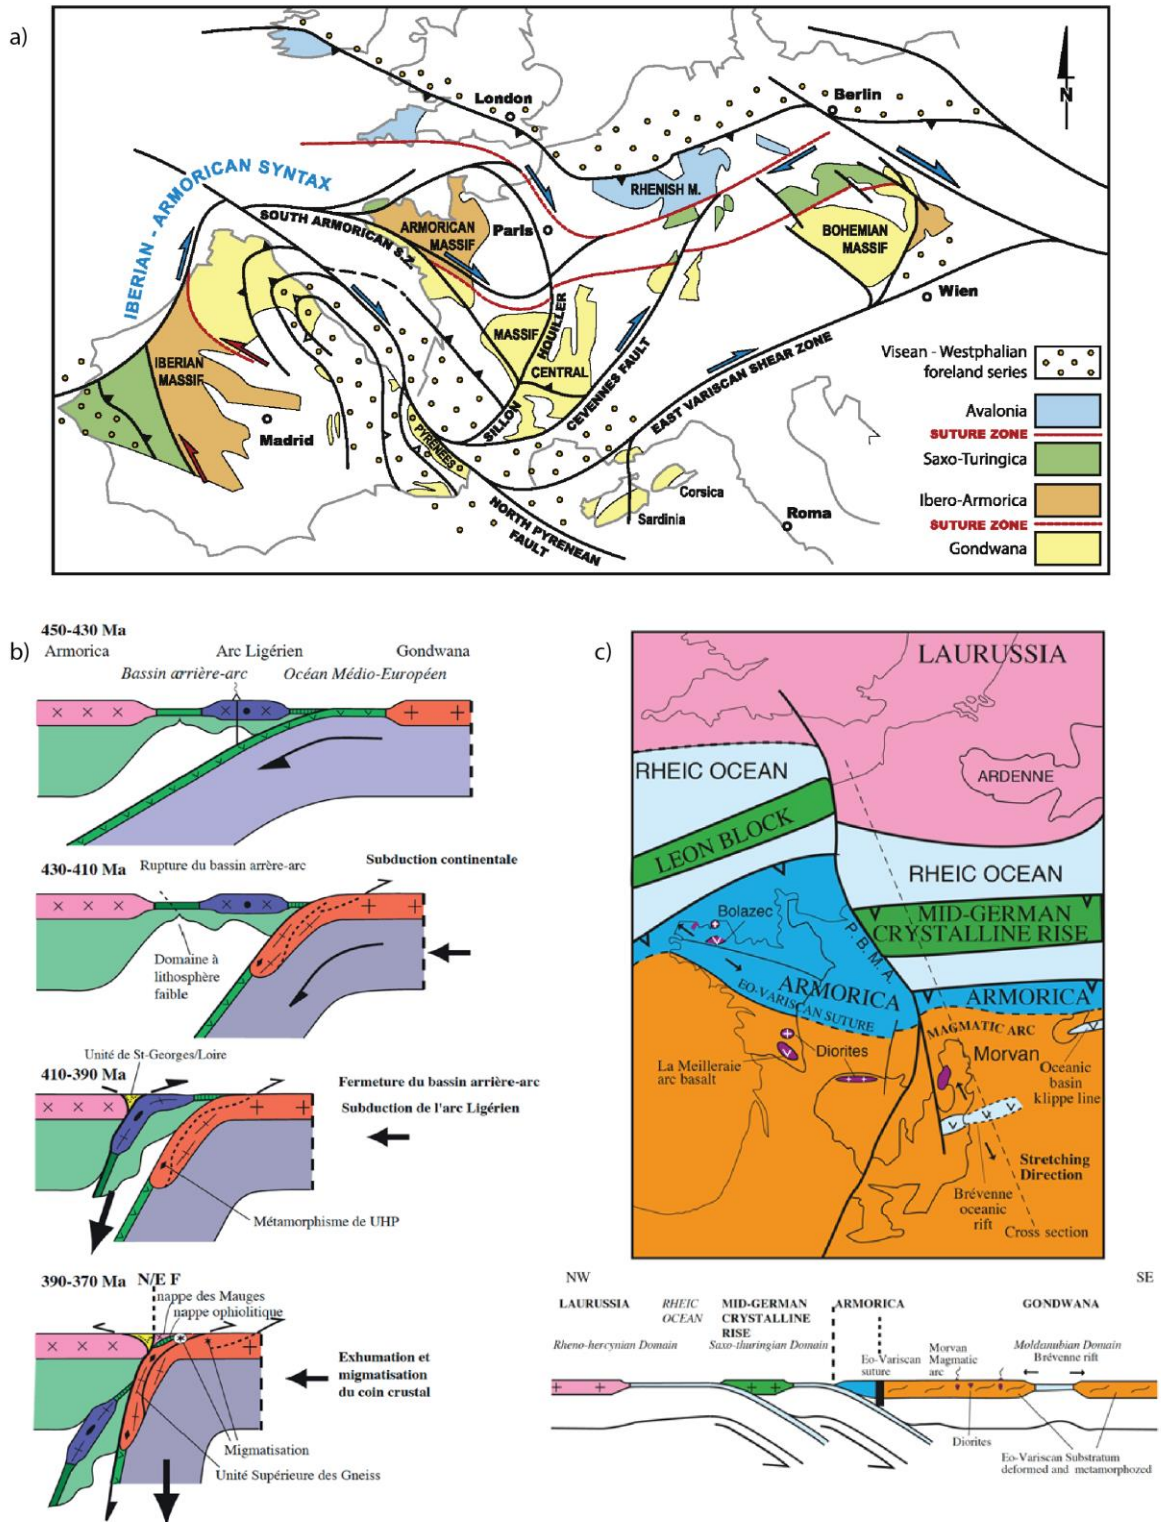 a)
N
London
Berlin
IBERIAN - ARMORICAN SYNTAX
RHENISH M.
SOUTH ARMORICAN S.Z.
ARMORICAN
MASSIF
Paris
BOHEMIAN
MASSIF
Wien
IBERIAN
MASSIF
MASSIF
CENTRAL
SILLON HOUILLER
CEVENNES FAULT
EAST VARISCAN SHEAR ZONE
Madrid
PYRENEES
NORTH PYRENEAN
FAULT
Corsica
Sardinia
Roma
Visean - Westphalian
foreland series
Avalonia
SUTURE ZONE
Saxo-Turingica
Ibero-Armorica
SUTURE ZONE
Gondwana
b)
450-430 Ma
Armorica
Arc Ligérien
Gondwana
Bassin arrière-arc
Océan Médio-Européen
430-410 Ma
Rupture du bassin arrère-arc
Subduction continentale
Domaine à
lithosphère
faible
Unité de St-Georges/Loire
410-390 Ma
Fermeture du bassin arrière-arc
Subduction de l'arc Ligérien
Métamorphisme de UHP
390-370 Ma
N/E F
nappe des Mauges
nappe ophiolitique
Exhumation et
migmatisation
du coin crustal
Migmatisation
Unité Supérieure des Gneiss
c)
LAURUSSIA
RHEIC OCEAN
ARDENNE
LEON BLOCK
RHEIC OCEAN
Bolazec
P.B.M.A.
MID-GERMAN
CRYSTALLINE RISE
ARMORICA
EO-VARISCAN SUTURE
ARMORICA
MAGMATIC ARC
Diorites
Morvan
La Meilleraie
arc basalt
Oceanic
basin
klippe line
Stretching
Direction
Brévenne
oceanic
rift
Cross section
NW
SE
LAURUSSIA
RHEIC
OCEAN
MID-GERMAN
CRYSTALLINE
RISE
ARMORICA
GONDWANA
Rheno-hercynian Domain
Saxo-thuringian Domain
Moldanubian Domain
Eo-Variscan
suture
Morvan
Magmatic
arc
Brévenne rift
Diorites
Eo-Variscan Substratum
deformed and metamorphozed